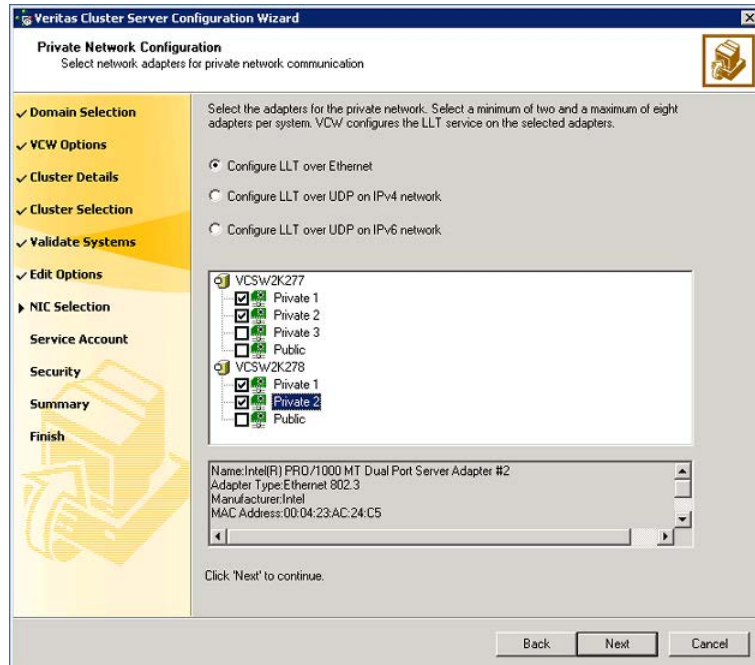 Veritas Cluster Server Configuration Wizard
Private Network Configuration
Select network adapters for private network communication
Domain Selection
VCW Options
Cluster Details
Cluster Selection
Validate Systems
Edit Options
NIC Selection
Service Account
Security
Summary
Finish
Select the adapters for the private network. Select a minimum of two and a maximum of eight
adapters per system. VCW configures the LLT service on the selected adapters.
Configure LLT over Ethernet
Configure LLT over UDP on IPv4 network
Configure LLT over UDP on IPv6 network
VCSW2K277
Private 1
Private 2
Private 3
Public
VCSW2K278
Private 1
Private 2
Public
Name:Intel(R) PRO/1000 MT Dual Port Server Adapter #2
Adapter Type:Ethernet 802.3
Manufacturer:Intel
MAC Address:00:04:23:AC:24:C5
Click 'Next' to continue.
Back
Next
Cancel